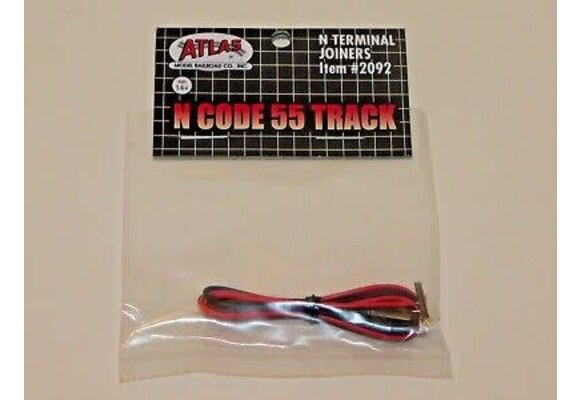 ATLAS
MODEL RAILROAD CO., INC.
N TERMINAL
JOINERS
Item #2092
14+
N CODE 55 TRACK